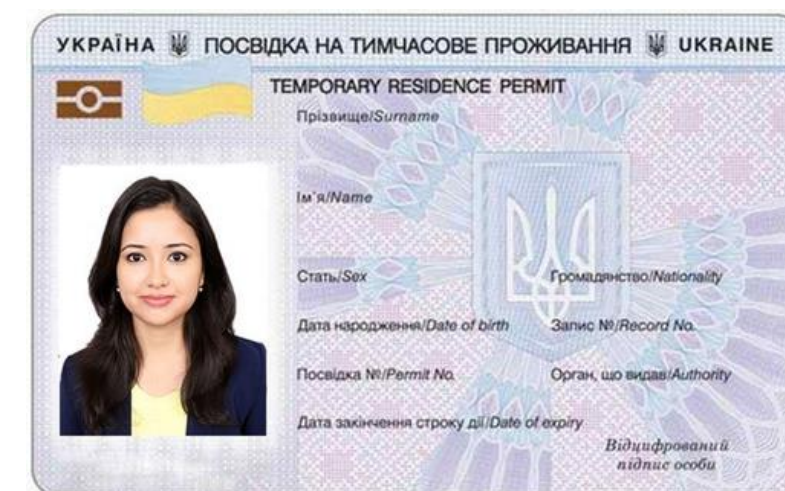 УКРАЇНА ПОСВІДКА НА ТИМЧАСОВЕ ПРОЖИВАННЯ UKRAINE
TEMPORARY RESIDENCE PERMIT
Прізвище/Surname
Ім'я/Name
Стать/Sex Громадянство/Nationality
Дата народження/Date of birth Запис №/Record No.
Посвідка №/Permit No. Орган, що видав/Authority
Дата закінчення строку дії/Date of expiry
Відцифрований
підпис особи